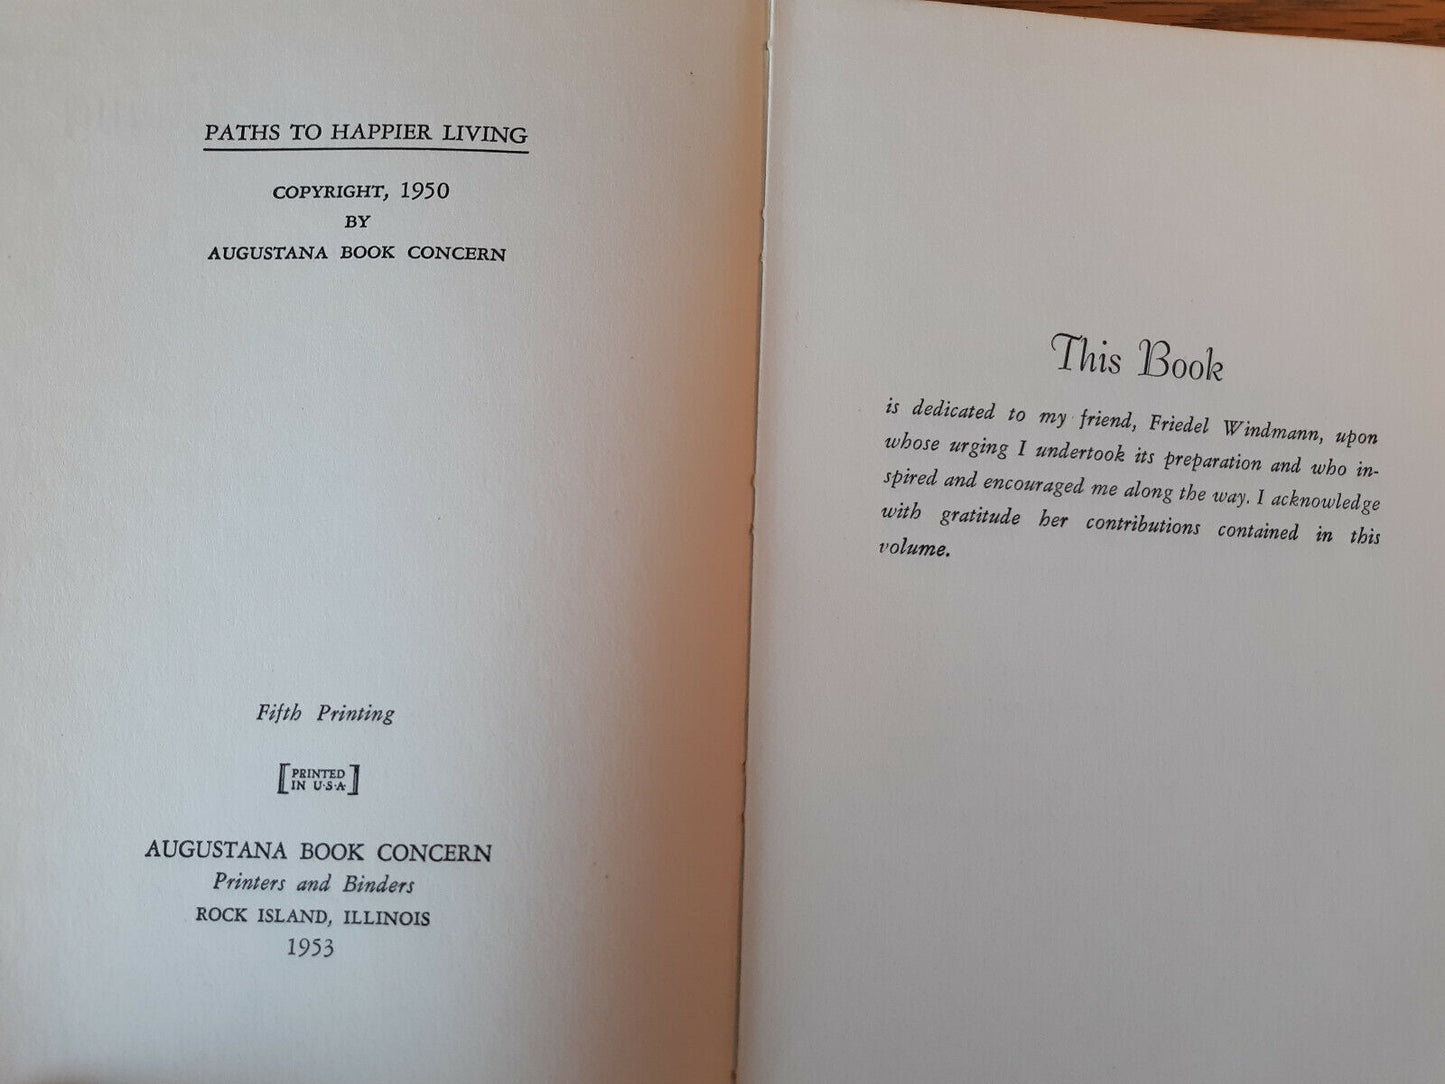 PATHS TO HAPPIER LIVING
COPYRIGHT, 1950
BY
AUGUSTANA BOOK CONCERN
Fifth Printing
[PRINTED
IN U·S·A·]
AUGUSTANA BOOK CONCERN
Printers and Binders
ROCK ISLAND, ILLINOIS
1953
This Book
is dedicated to my friend, Friedel Windmann, upon
whose urging I undertook its preparation and who in-
spired and encouraged me along the way. I acknowledge
with gratitude her contributions contained in this
volume.